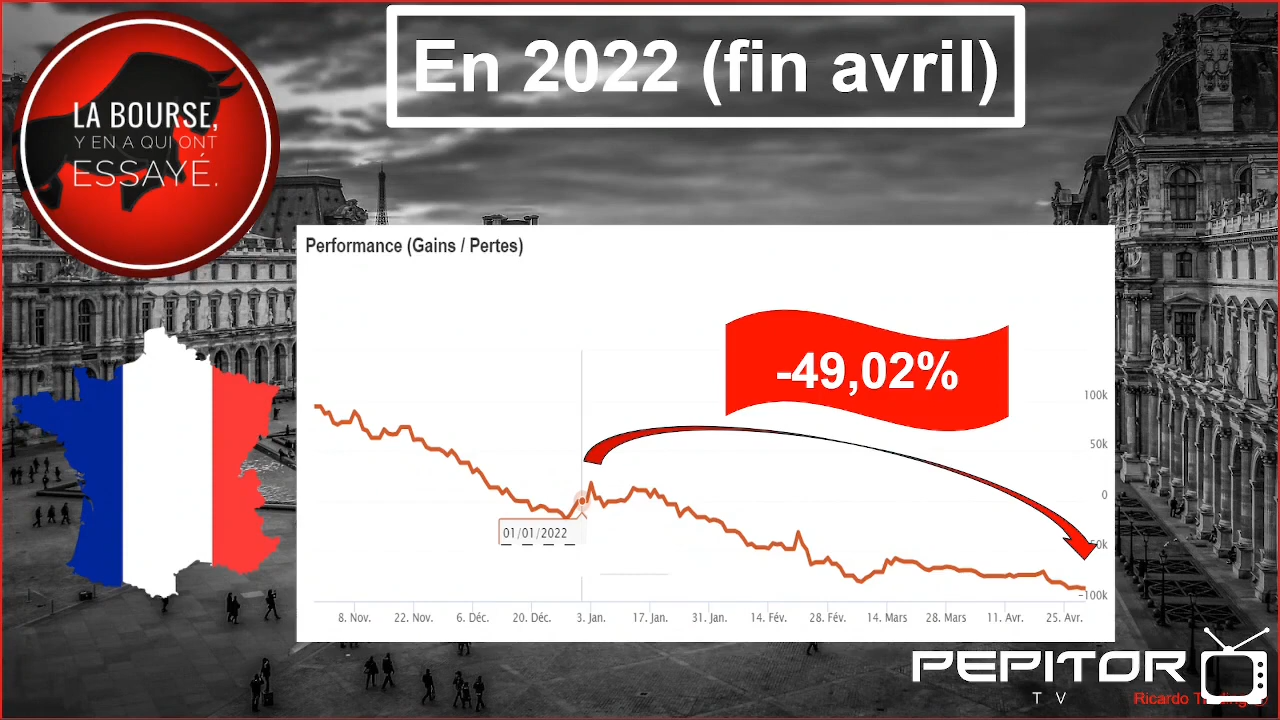 En 2022 (fin avril)
LA BOURSE,
Y EN A QUI ONT
ESSAYÉ.
Performance (Gains / Pertes)
-49,02%
100k
50k
0
-100k
01/01/2022
8. Nov.
22. Nov.
6. Déc.
20. Déc.
3. Jan.
17. Jan.
31. Jan.
14. Fév.
28. Fév.
14. Mars
28. Mars
11. Avr.
25. Avr.
PEPITOR
TV
Ricardo